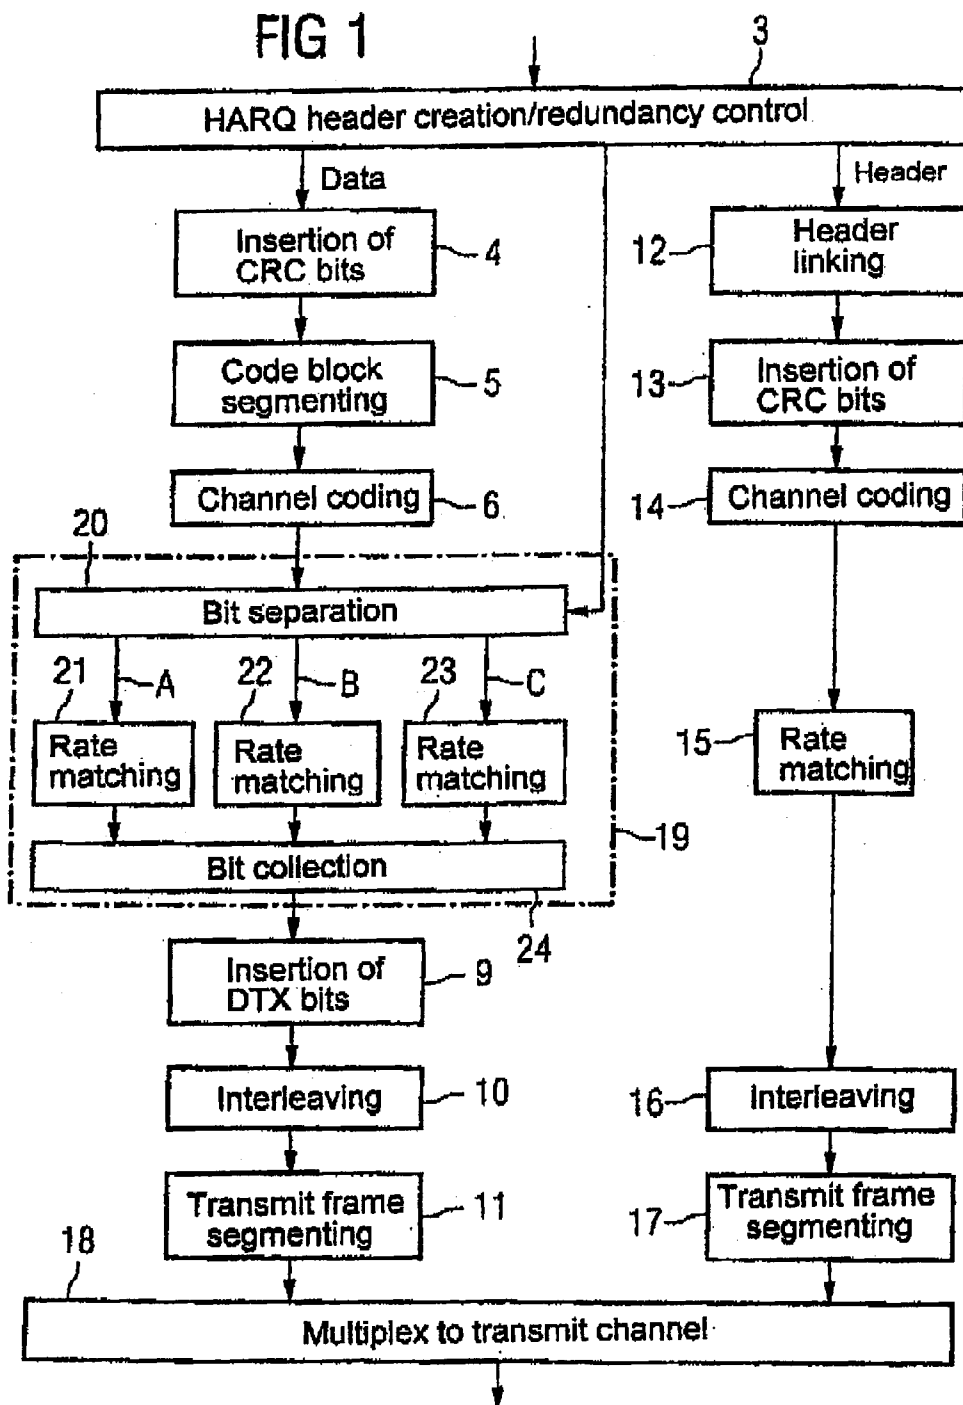 FIG 1
3
HARQ header creation/redundancy control
Data
Header
Insertion of
CRC bits
4
12
Header
linking
Code block
segmenting
5
13
Insertion of
CRC bits
Channel coding
6
14
Channel coding
20
Bit separation
21
A
22
B
23
C
Rate
matching
Rate
matching
Rate
matching
15
Rate
matching
19
Bit collection
24
Insertion of
DTX bits
9
Interleaving
10
16
Interleaving
Transmit frame
segmenting
11
17
Transmit frame
segmenting
18
Multiplex to transmit channel